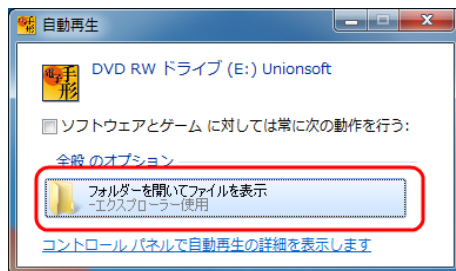 自動再生
電子手形
DVD RW ドライブ (E:) Unionsoft
ソフトウェアとゲーム に対しては常に次の動作を行う:
全般 のオプション
フォルダーを開いてファイルを表示
-エクスプローラー使用
コントロール パネルで自動再生の詳細を表示します